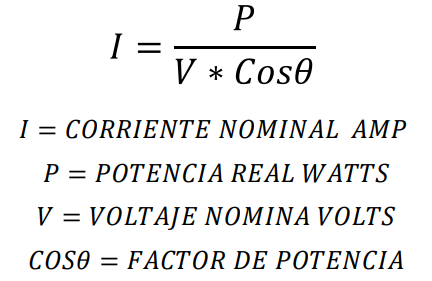 I = P / (V * Cosθ)
I = CORRIENTE NOMINAL AMP
P = POTENCIA REAL WATTS
V = VOLTAJE NOMINA VOLTS
COSθ = FACTOR DE POTENCIA